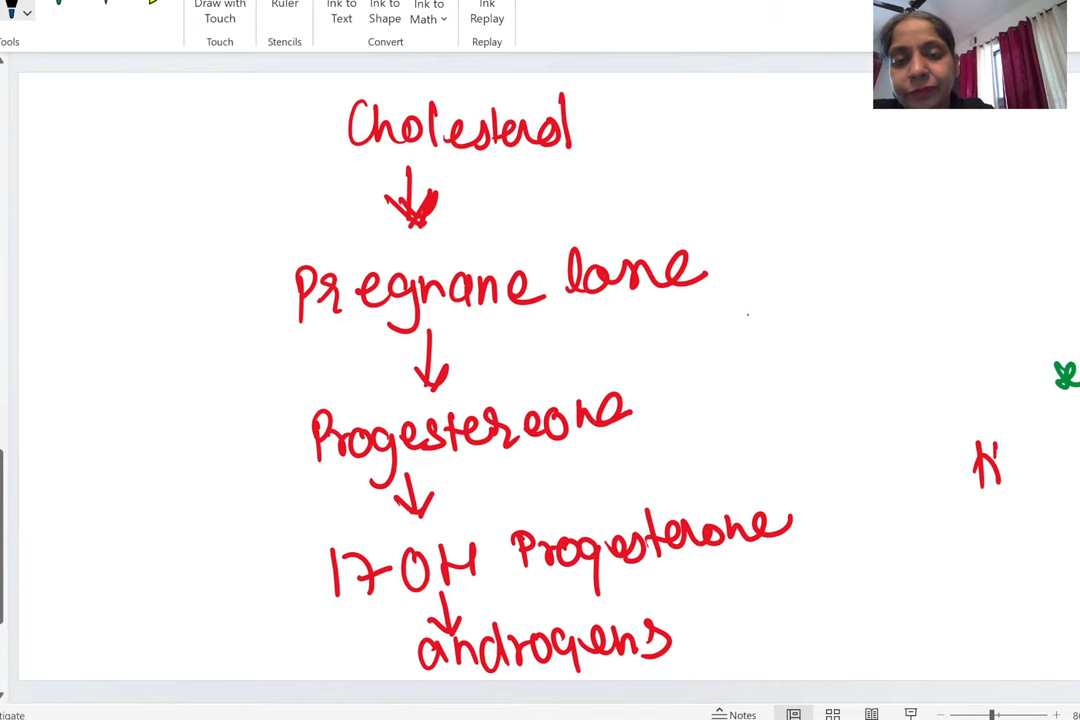 Draw with Touch
Ruler
Ink to Text
Ink to Shape
Ink to Math
Ink Replay
Touch
Stencils
Convert
Replay
Cholesterol
Pregnane lone
Progestereone
17 OH Progesterone
androgens
Notes